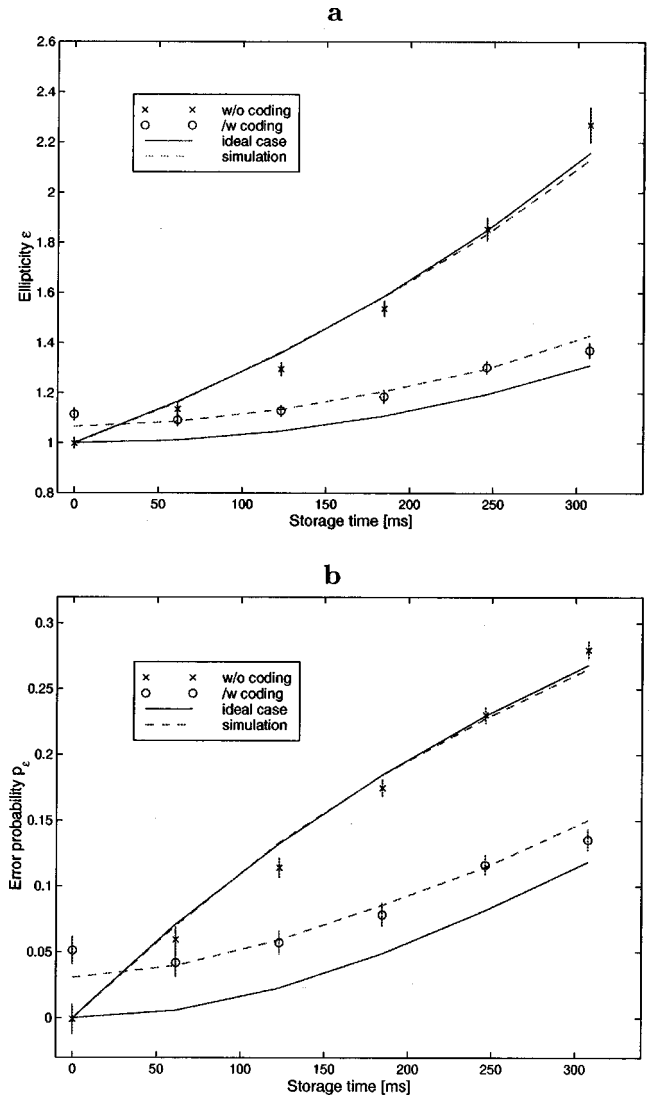 a
2.6
2.4
2.2
2
1.8
1.6
1.4
1.2
1
0.8
Ellipticity ε
w/o coding
/w coding
ideal case
simulation
0 50 100 150 200 250 300
Storage time [ms]
b
0.3
0.25
0.2
0.15
0.1
0.05
0
Error probability pε
w/o coding
/w coding
ideal case
simulation
0 50 100 150 200 250 300
Storage time [ms]